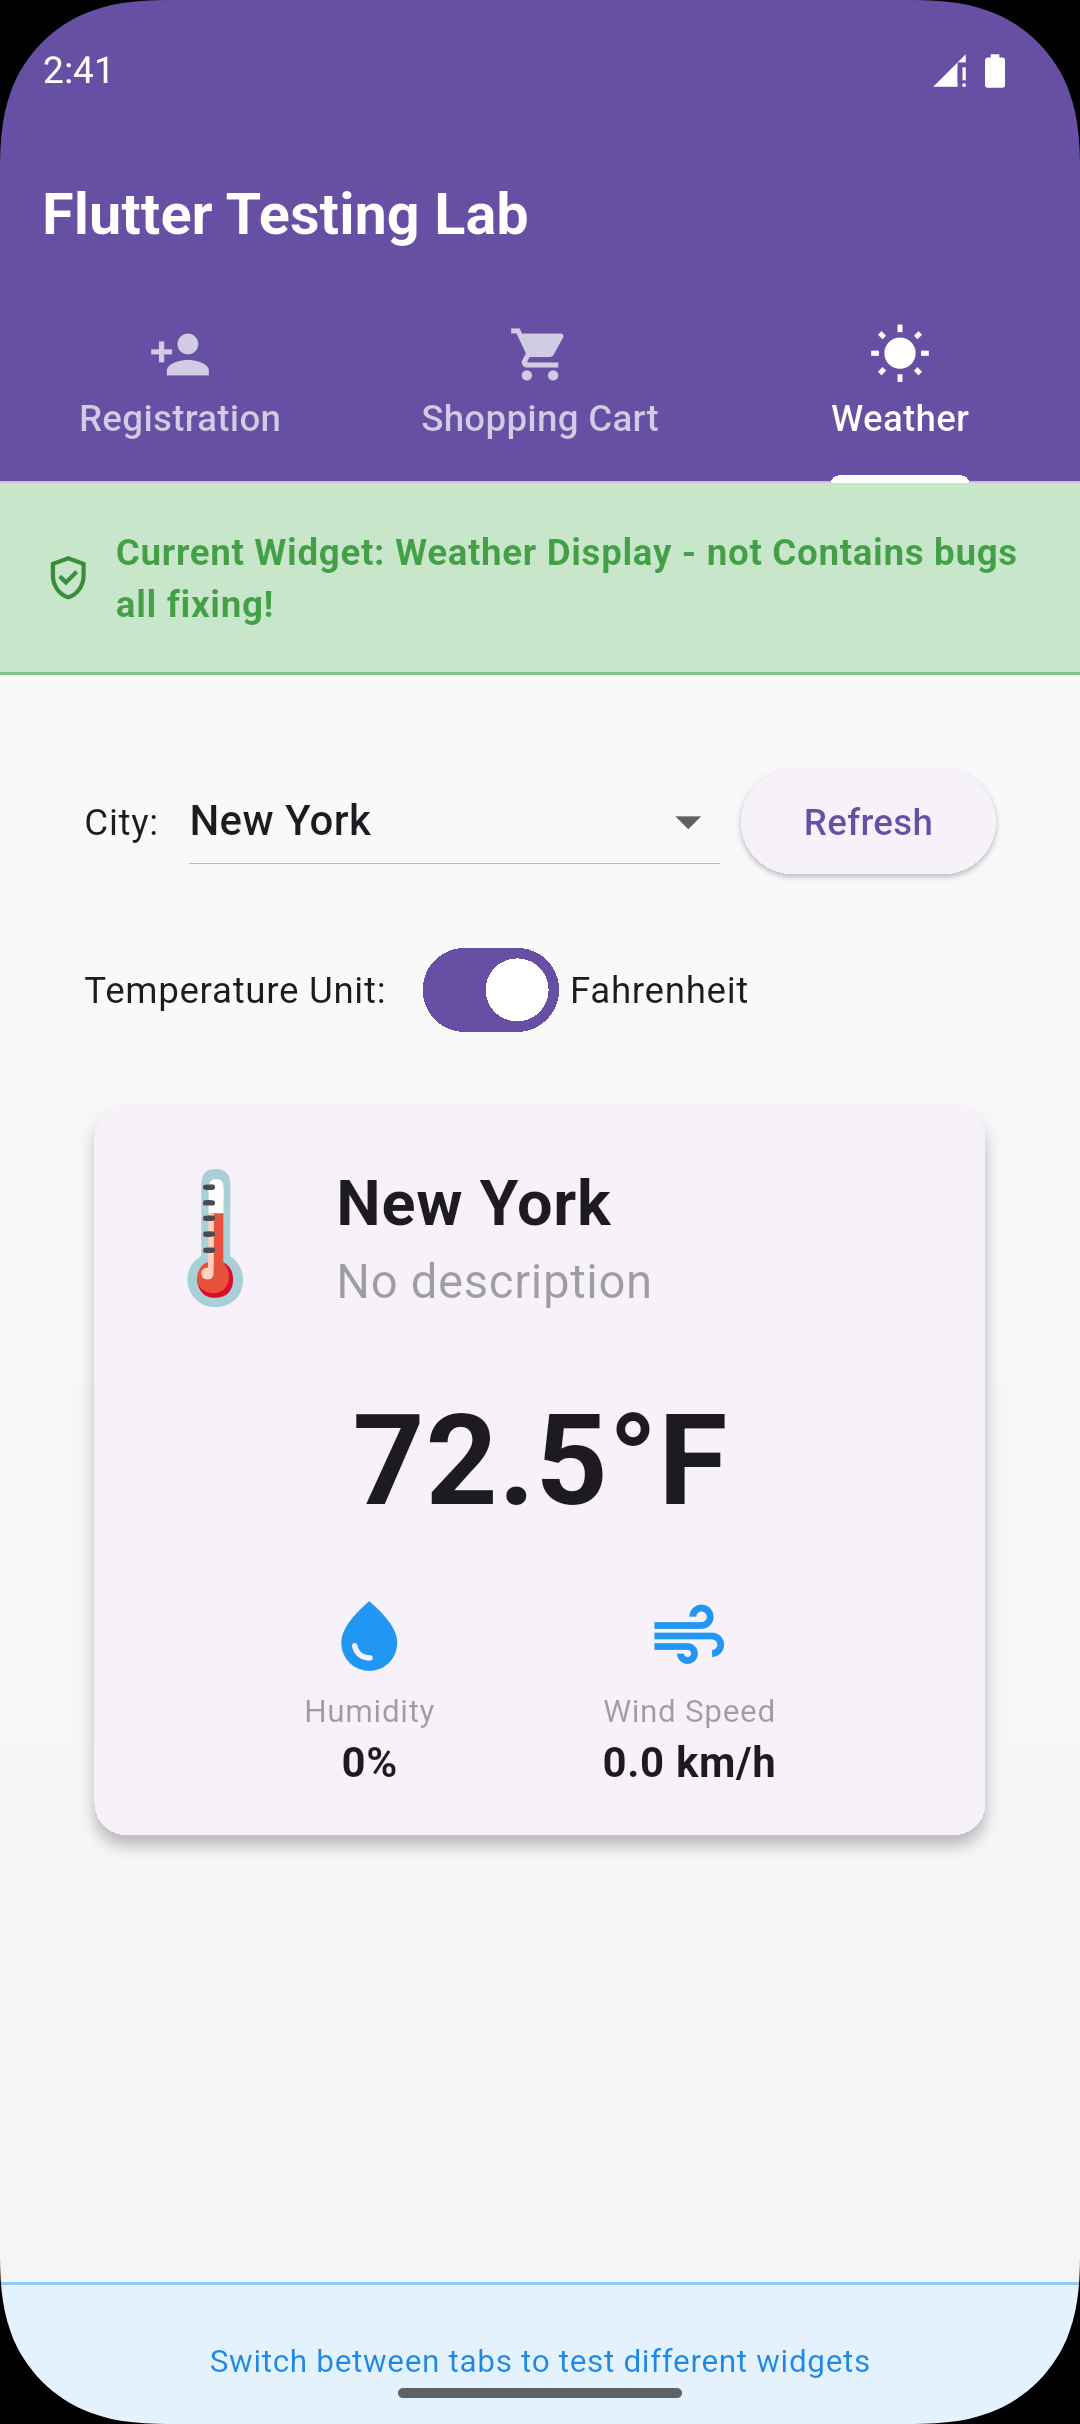 2:41
Flutter Testing Lab
Registration
Shopping Cart
Weather
Current Widget: Weather Display - not Contains bugs
all fixing!
City:
New York
Refresh
Temperature Unit:
Fahrenheit
New York
No description
72.5°F
Humidity
Wind Speed
0%
0.0 km/h
Switch between tabs to test different widgets